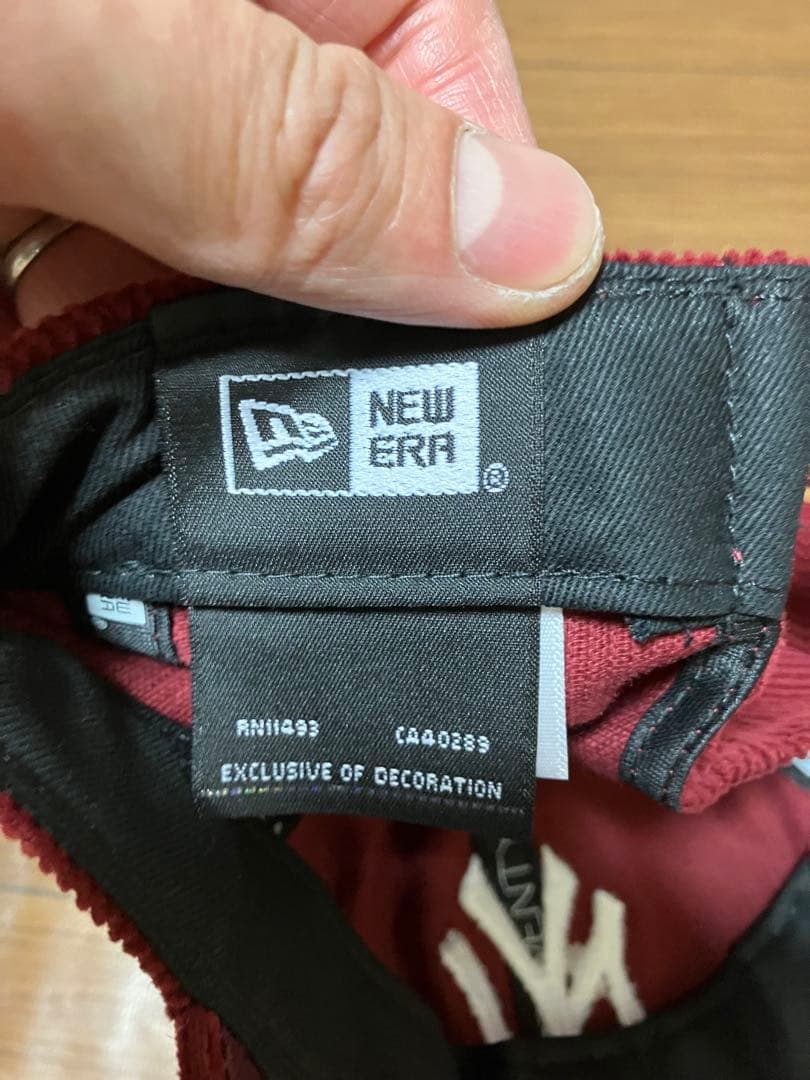 NEW
ERA
®
RN11493 CA40289
EXCLUSIVE OF DECORATION